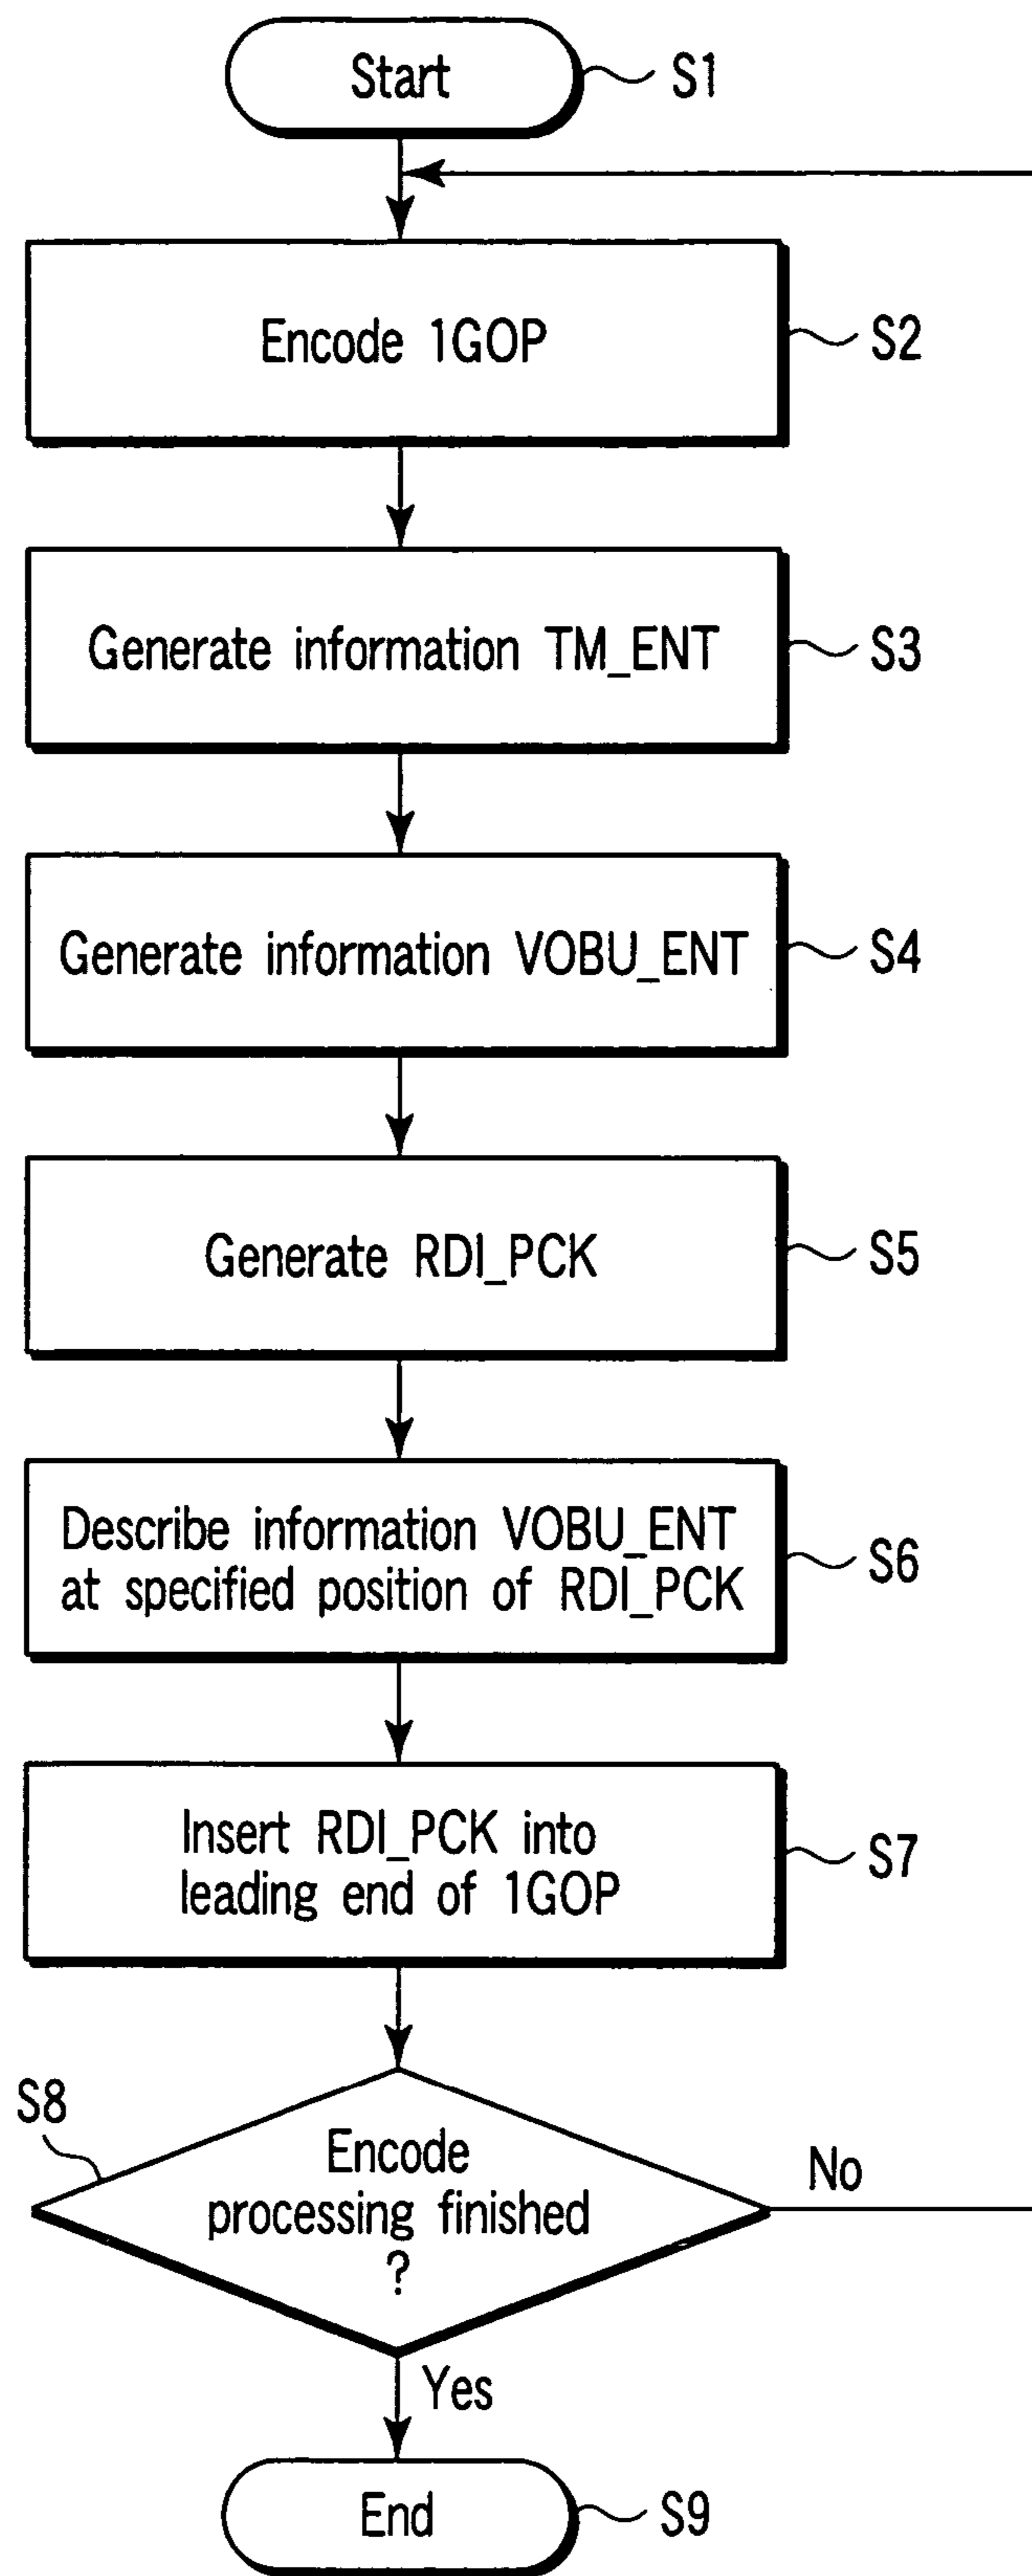 Start
S1
Encode 1GOP
S2
Generate information TM_ENT
S3
Generate information VOBU_ENT
S4
Generate RDI_PCK
S5
Describe information VOBU_ENT
at specified position of RDI_PCK
S6
Insert RDI_PCK into
leading end of 1GOP
S7
S8
Encode
processing finished
?
No
Yes
End
S9